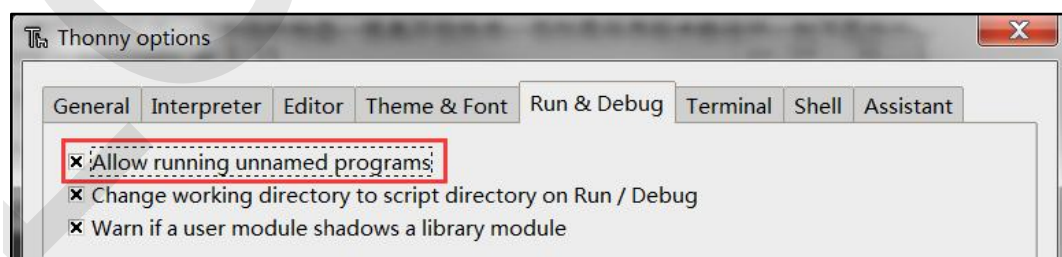 Thonny options
General Interpreter Editor Theme & Font Run & Debug Terminal Shell Assistant
Allow running unnamed programs
Change working directory to script directory on Run / Debug
Warn if a user module shadows a library module